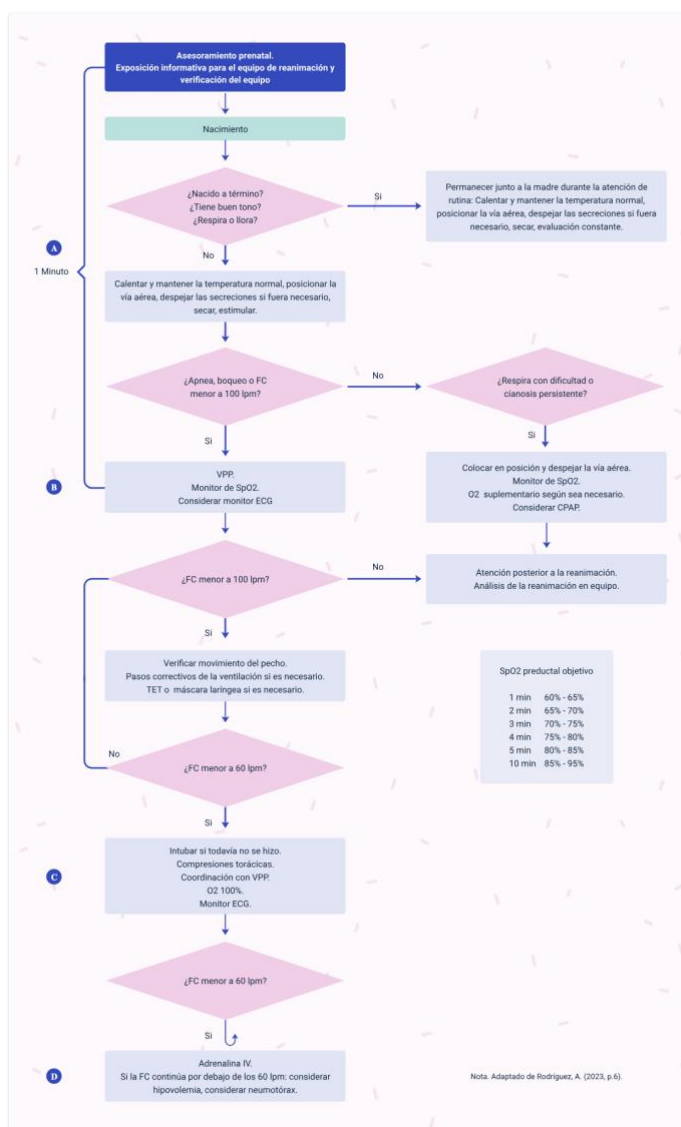 Asesoramiento prenatal.
Exposición informativa para el equipo de reanimación y
verificación del equipo
Nacimiento
¿Nacido a término?
¿Tiene buen tono?
¿Respira o llora?
Si
Permanecer junto a la madre durante la atención de
rutina: Calentar y mantener la temperatura normal,
posicionar la vía aérea, despejar las secreciones si fuera
necesario, secar, evaluación constante.
A
1 Minuto
No
Calentar y mantener la temperatura normal, posicionar la
vía aérea, despejar las secreciones si fuera necesario,
secar, estimular.
¿Apnea, boqueo o FC
menor a 100 lpm?
No
¿Respira con dificultad o
cianosis persistente?
Si
Sí
B
VPP.
Monitor de SpO2.
Considerar monitor ECG
Colocar en posición y despejar la vía aérea.
Monitor de SpO2.
O2 suplementario según sea necesario.
Considerar CPAP.
¿FC menor a 100 lpm?
No
Atención posterior a la reanimación.
Análisis de la reanimación en equipo.
Si
Verificar movimiento del pecho.
Pasos correctivos de la ventilación si es necesario.
TET o máscara laríngea si es necesario.
SpO2 preductal objetivo
1 min 60% - 65%
2 min 65% - 70%
3 min 70% - 75%
4 min 75% - 80%
5 min 80% - 85%
10 min 85% - 95%
No
¿FC menor a 60 lpm?
Si
C
Intubar si todavía no se hizo.
Compresiones torácicas.
Coordinación con VPP.
O2 100%.
Monitor ECG.
¿FC menor a 60 lpm?
Si
D
Adrenalina IV.
Si la FC continúa por debajo de los 60 lpm: considerar
hipovolemia, considerar neumotórax.
Nota. Adaptado de Rodríguez, A. (2023, p.6).